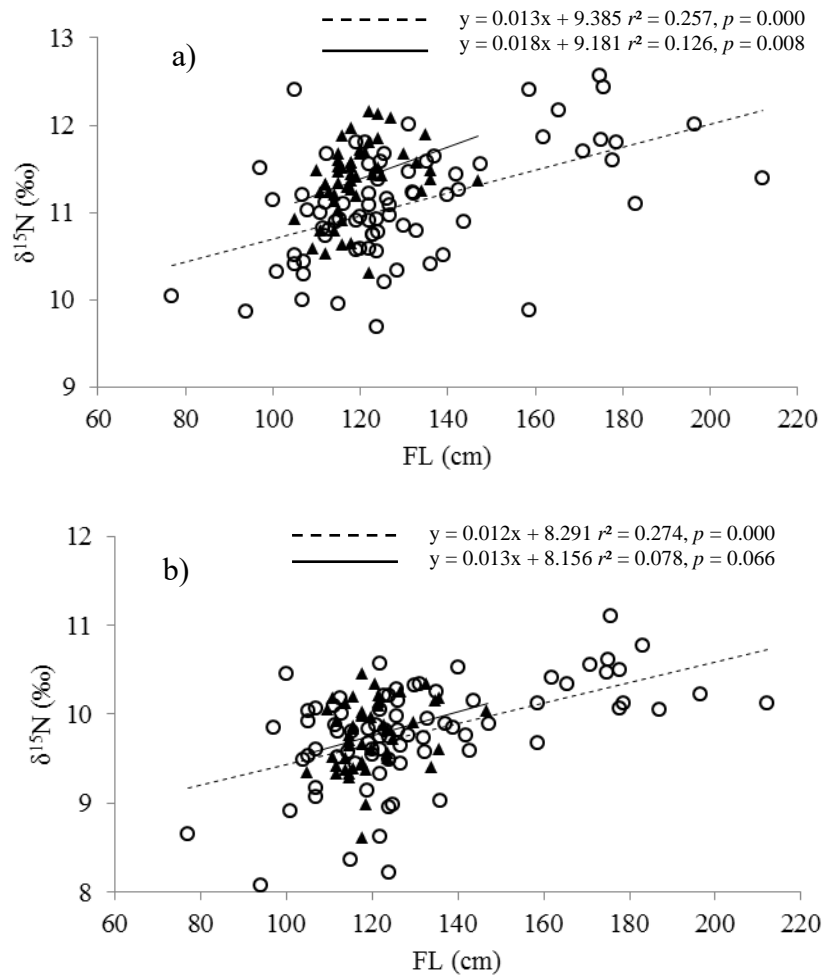 y = 0.013x + 9.385 r² = 0.257, p = 0.000
y = 0.018x + 9.181 r² = 0.126, p = 0.008
a)
13
12
11
10
9
δ¹⁵N (‰)
60 80 100 120 140 160 180 200 220
FL (cm)
y = 0.012x + 8.291 r² = 0.274, p = 0.000
y = 0.013x + 8.156 r² = 0.078, p = 0.066
b)
12
11
10
9
8
δ¹⁵N (‰)
60 80 100 120 140 160 180 200 220
FL (cm)